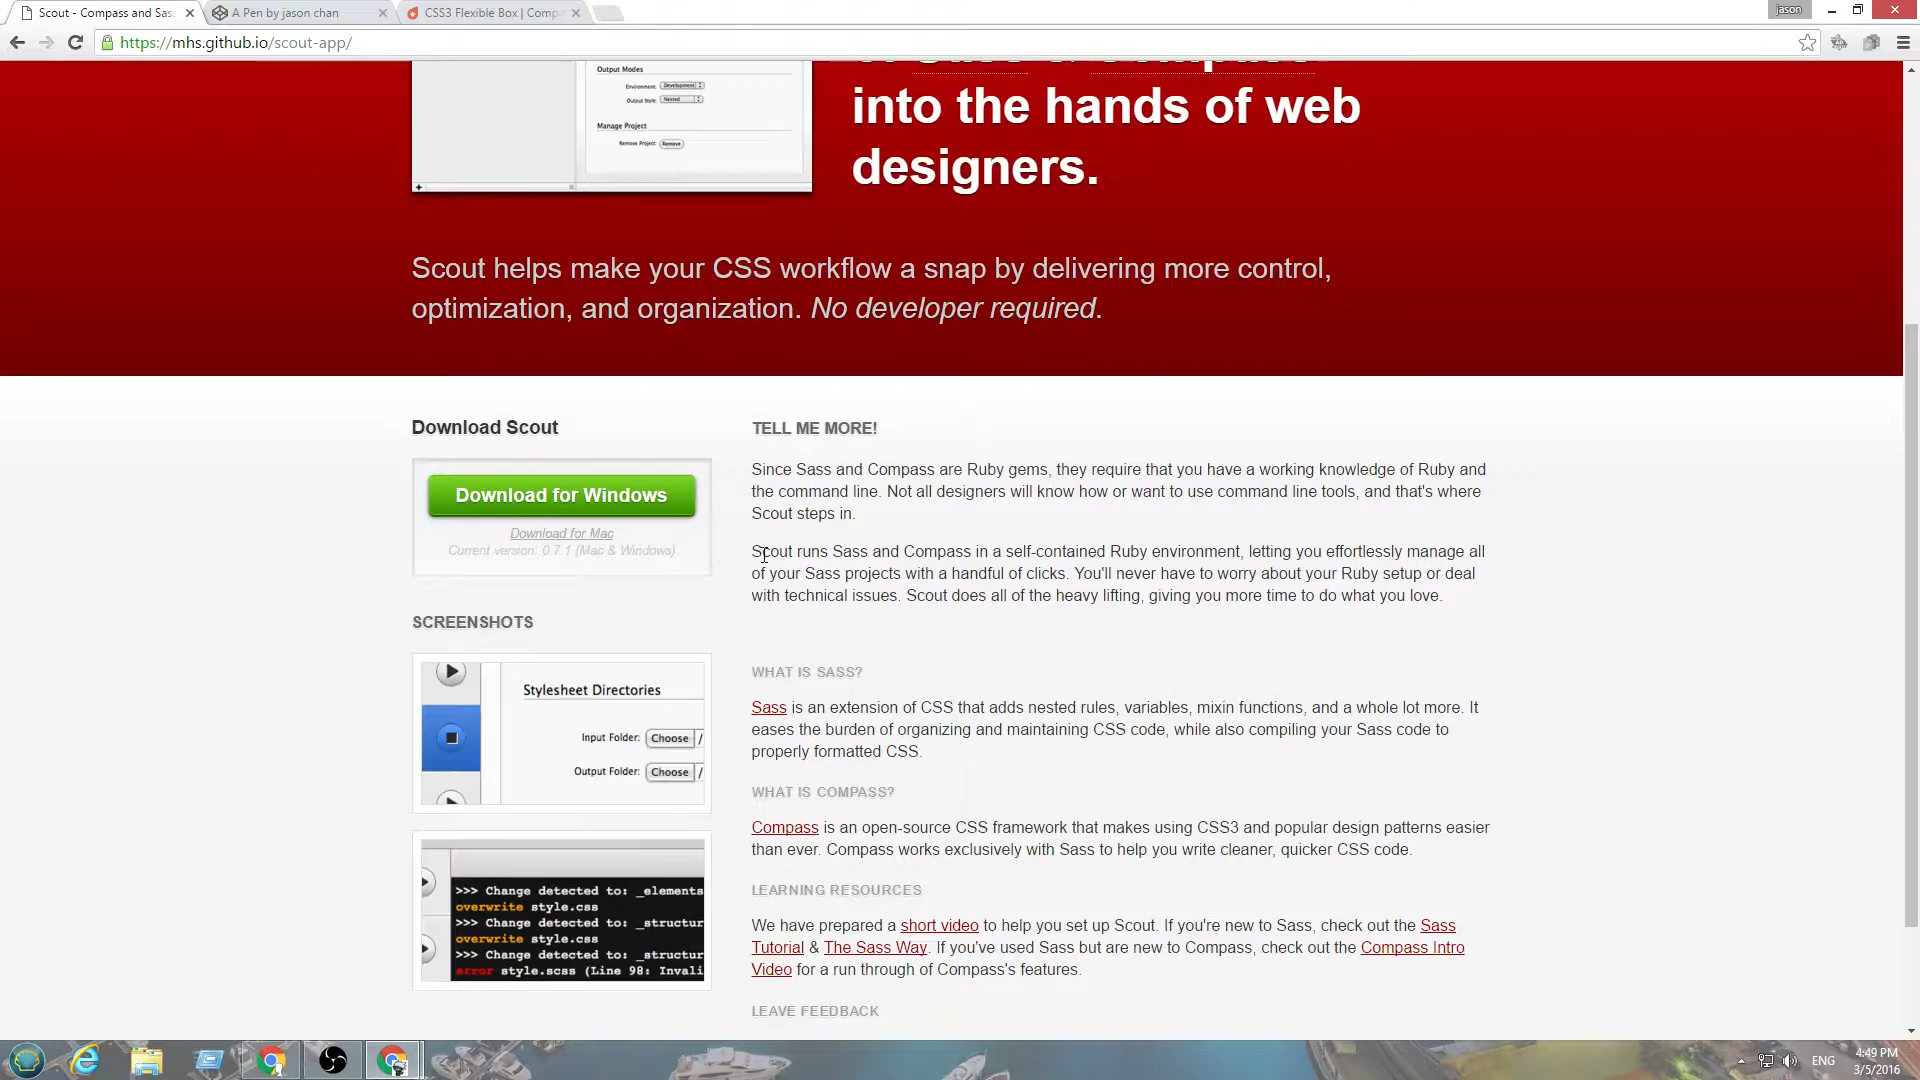 Scout - Compass and Sas
A Pen by jason chan
CSS3 Flexible Box | Compa
jason
https://mhs.github.io/scout-app/
Output Modes
Environment: Development
Output Style: Nested
Manage Project
Remove Project: Remove
into the hands of web
designers.
Scout helps make your CSS workflow a snap by delivering more control,
optimization, and organization. No developer required.
Download Scout
Download for Windows
Download for Mac
Current version: 0.7.1 (Mac & Windows)
SCREENSHOTS
Stylesheet Directories
Input Folder: Choose /
Output Folder: Choose /
>>> Change detected to: _elements
overwrite style.css
>>> Change detected to: _structur
overwrite style.css
>>> Change detected to: _structur
error style.scss (Line 98: Invali
TELL ME MORE!
Since Sass and Compass are Ruby gems, they require that you have a working knowledge of Ruby and
the command line. Not all designers will know how or want to use command line tools, and that's where
Scout steps in.
Scout runs Sass and Compass in a self-contained Ruby environment, letting you effortlessly manage all
of your Sass projects with a handful of clicks. You'll never have to worry about your Ruby setup or deal
with technical issues. Scout does all of the heavy lifting, giving you more time to do what you love.
WHAT IS SASS?
Sass is an extension of CSS that adds nested rules, variables, mixin functions, and a whole lot more. It
eases the burden of organizing and maintaining CSS code, while also compiling your Sass code to
properly formatted CSS.
WHAT IS COMPASS?
Compass is an open-source CSS framework that makes using CSS3 and popular design patterns easier
than ever. Compass works exclusively with Sass to help you write cleaner, quicker CSS code.
LEARNING RESOURCES
We have prepared a short video to help you set up Scout. If you're new to Sass, check out the Sass
Tutorial & The Sass Way. If you've used Sass but are new to Compass, check out the Compass Intro
Video for a run through of Compass's features.
LEAVE FEEDBACK
ENG
4:49 PM
3/5/2016